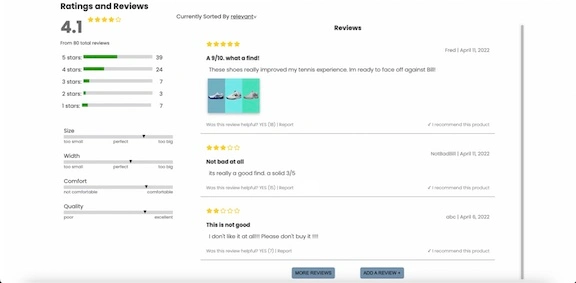 Ratings and Reviews
4.1
From 80 total reviews
5 stars: 39
4 stars: 24
3 stars: 7
2 stars: 3
1 stars: 7
Size
too small perfect too big
Width
too small perfect too big
Comfort
not comfortable comfortable
Quality
poor excellent
Currently Sorted By relevant
Reviews
Fred | April 11, 2022
A 9/10. what a find!
These shoes really improved my tennis experience. Im ready to face off against Bill!
Was this review helpful? YES (18) | Report ✓ I recommend this product
NotBadBill | April 11, 2022
Not bad at all
its really a good find. a solid 3/5
Was this review helpful? YES (15) | Report ✓ I recommend this product
abc | April 6, 2022
This is not good
I don't like it at all!!! Please don't buy it !!!!
Was this review helpful? YES (7) | Report ✓ I recommend this product
MORE REVIEWS ADD A REVIEW +